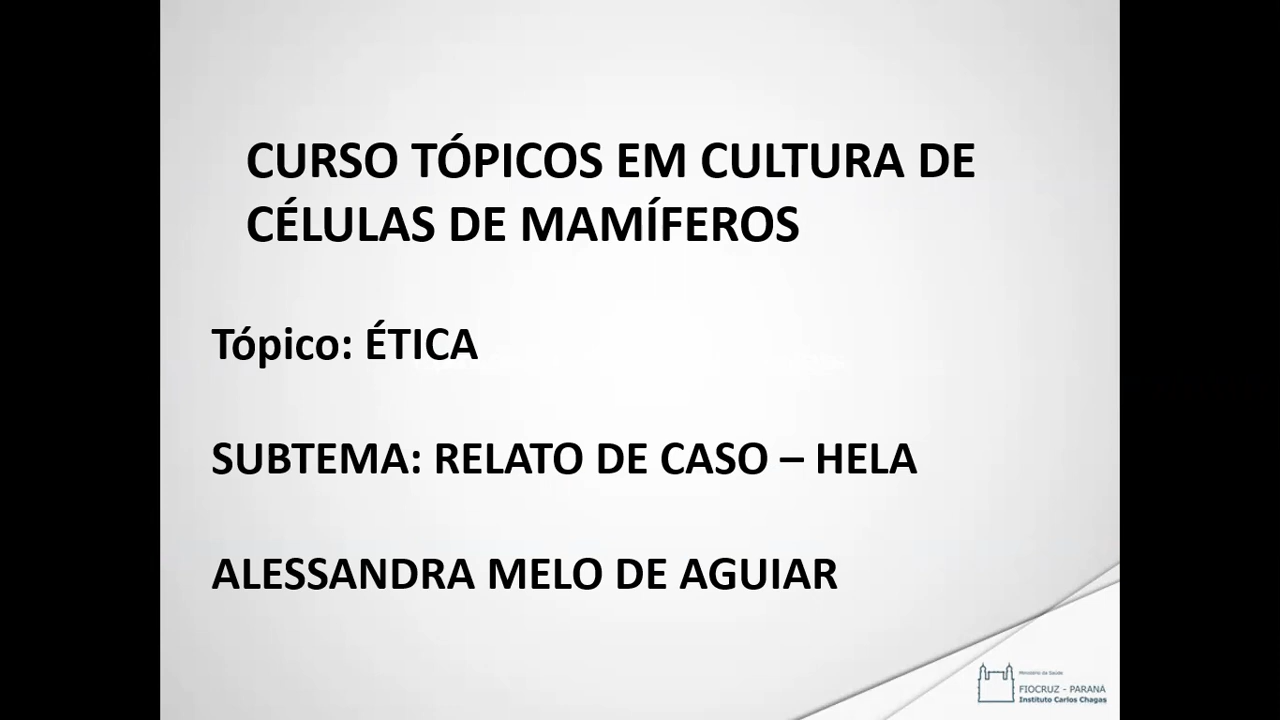 CURSO TÓPICOS EM CULTURA DE
CÉLULAS DE MAMÍFEROS
Tópico: ÉTICA
SUBTEMA: RELATO DE CASO – HELA
ALESSANDRA MELO DE AGUIAR
Ministério da Saúde
FIOCRUZ - PARANÁ
Instituto Carlos Chagas